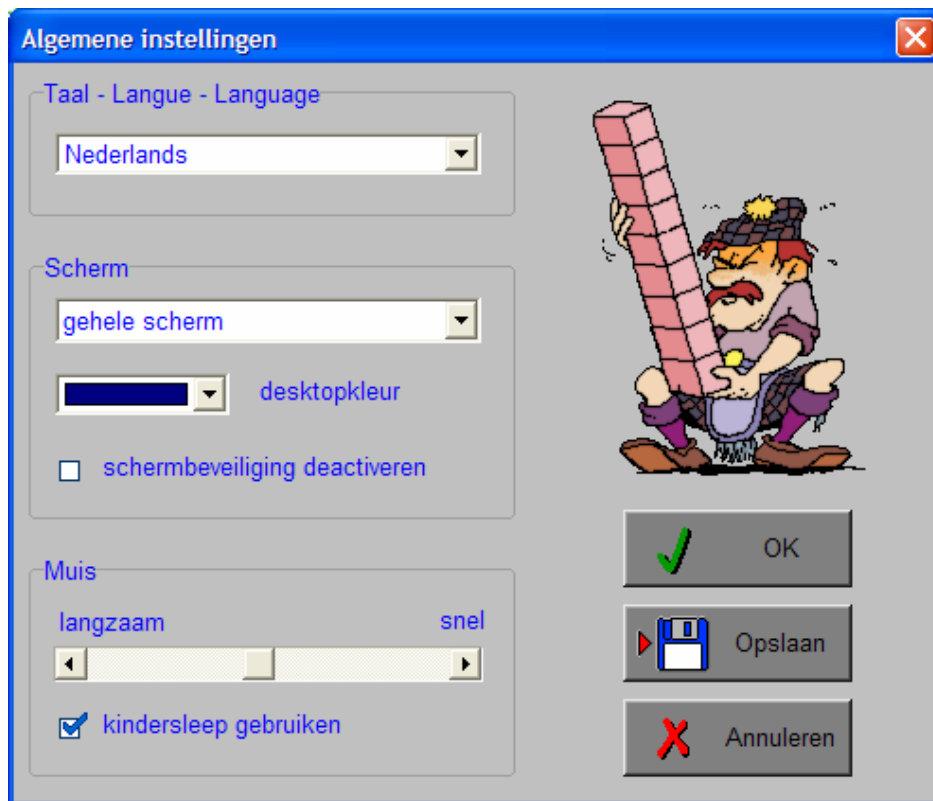 Algemene instellingen
Taal - Langue - Language
Nederlands
Scherm
gehele scherm
desktopkleur
schermbeveiliging deactiveren
Muis
langzaam snel
kindersleep gebruiken
OK
Opslaan
Annuleren